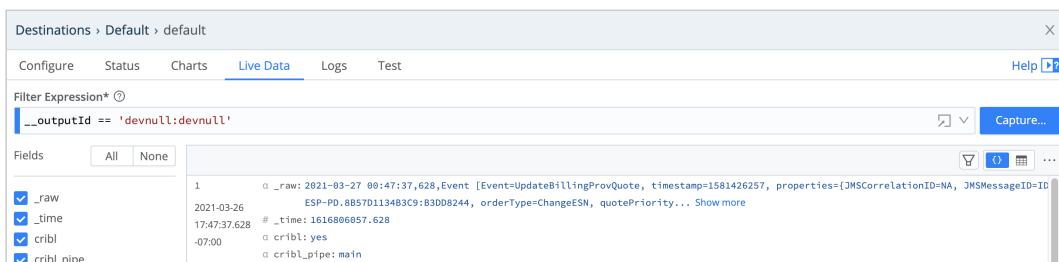 Destinations › Default › default
Configure Status Charts Live Data Logs Test Help
Filter Expression*
__outputId == 'devnull:devnull' Capture...
Fields All None
_raw
_time
cribl
cribl_pipe
1
2021-03-26
17:47:37.628
-07:00
α _raw: 2021-03-27 00:47:37,628,Event [Event=UpdateBillingProvQuote, timestamp=1581426257, properties={JMSCorrelationID=NA, JMSMessageID=ID
ESP-PD.8B57D1134B3C9:B3DD8244, orderType=ChangeESN, quotePriority... Show more
# _time: 1616806057.628
α cribl: yes
α cribl_pipe: main